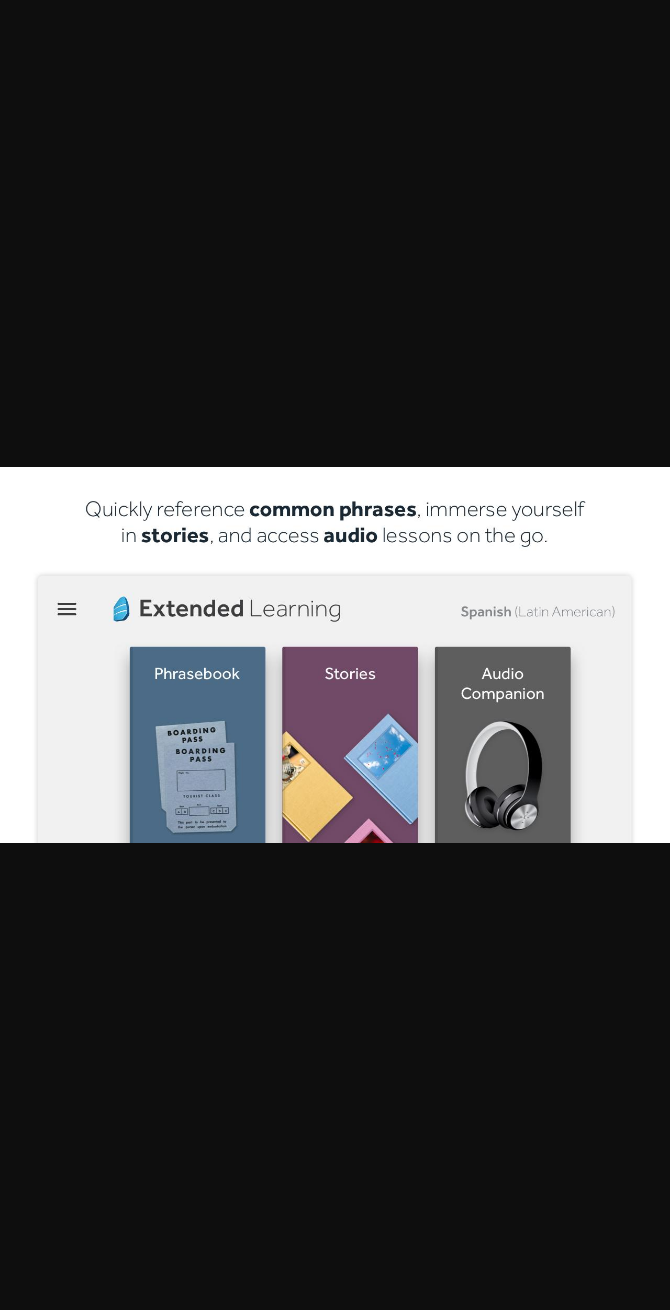 Quickly reference common phrases, immerse yourself
in stories, and access audio lessons on the go.
Extended Learning
Spanish (Latin American)
Phrasebook
Stories
Audio
Companion
BOARDING
PASS
BOARDING
PASS
TOURIST CLASS